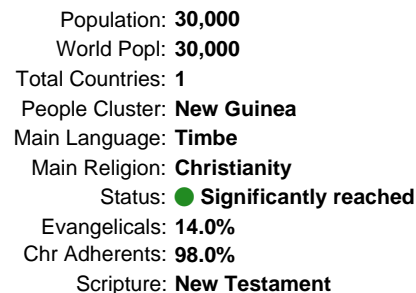 Population: 30,000
World Popl: 30,000
Total Countries: 1
People Cluster: New Guinea
Main Language: Timbe
Main Religion: Christianity
Status: Significantly reached
Evangelicals: 14.0%
Chr Adherents: 98.0%
Scripture: New Testament